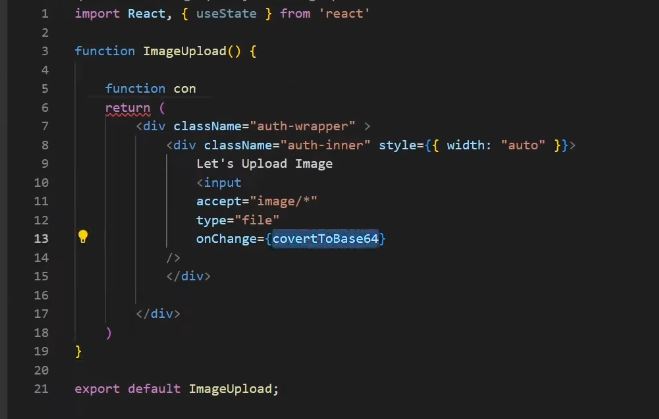 1 import React, { useState } from 'react'
2
3 function ImageUpload() {
4
5 function con
6 return (
7 <div className="auth-wrapper" >
8 <div className="auth-inner" style={{ width: "auto" }}>
9 Let's Upload Image
10 <input
11 accept="image/*"
12 type="file"
13 onChange={covertToBase64}
14 />
15 </div>
16
17 </div>
18 )
19 }
20
21 export default ImageUpload;